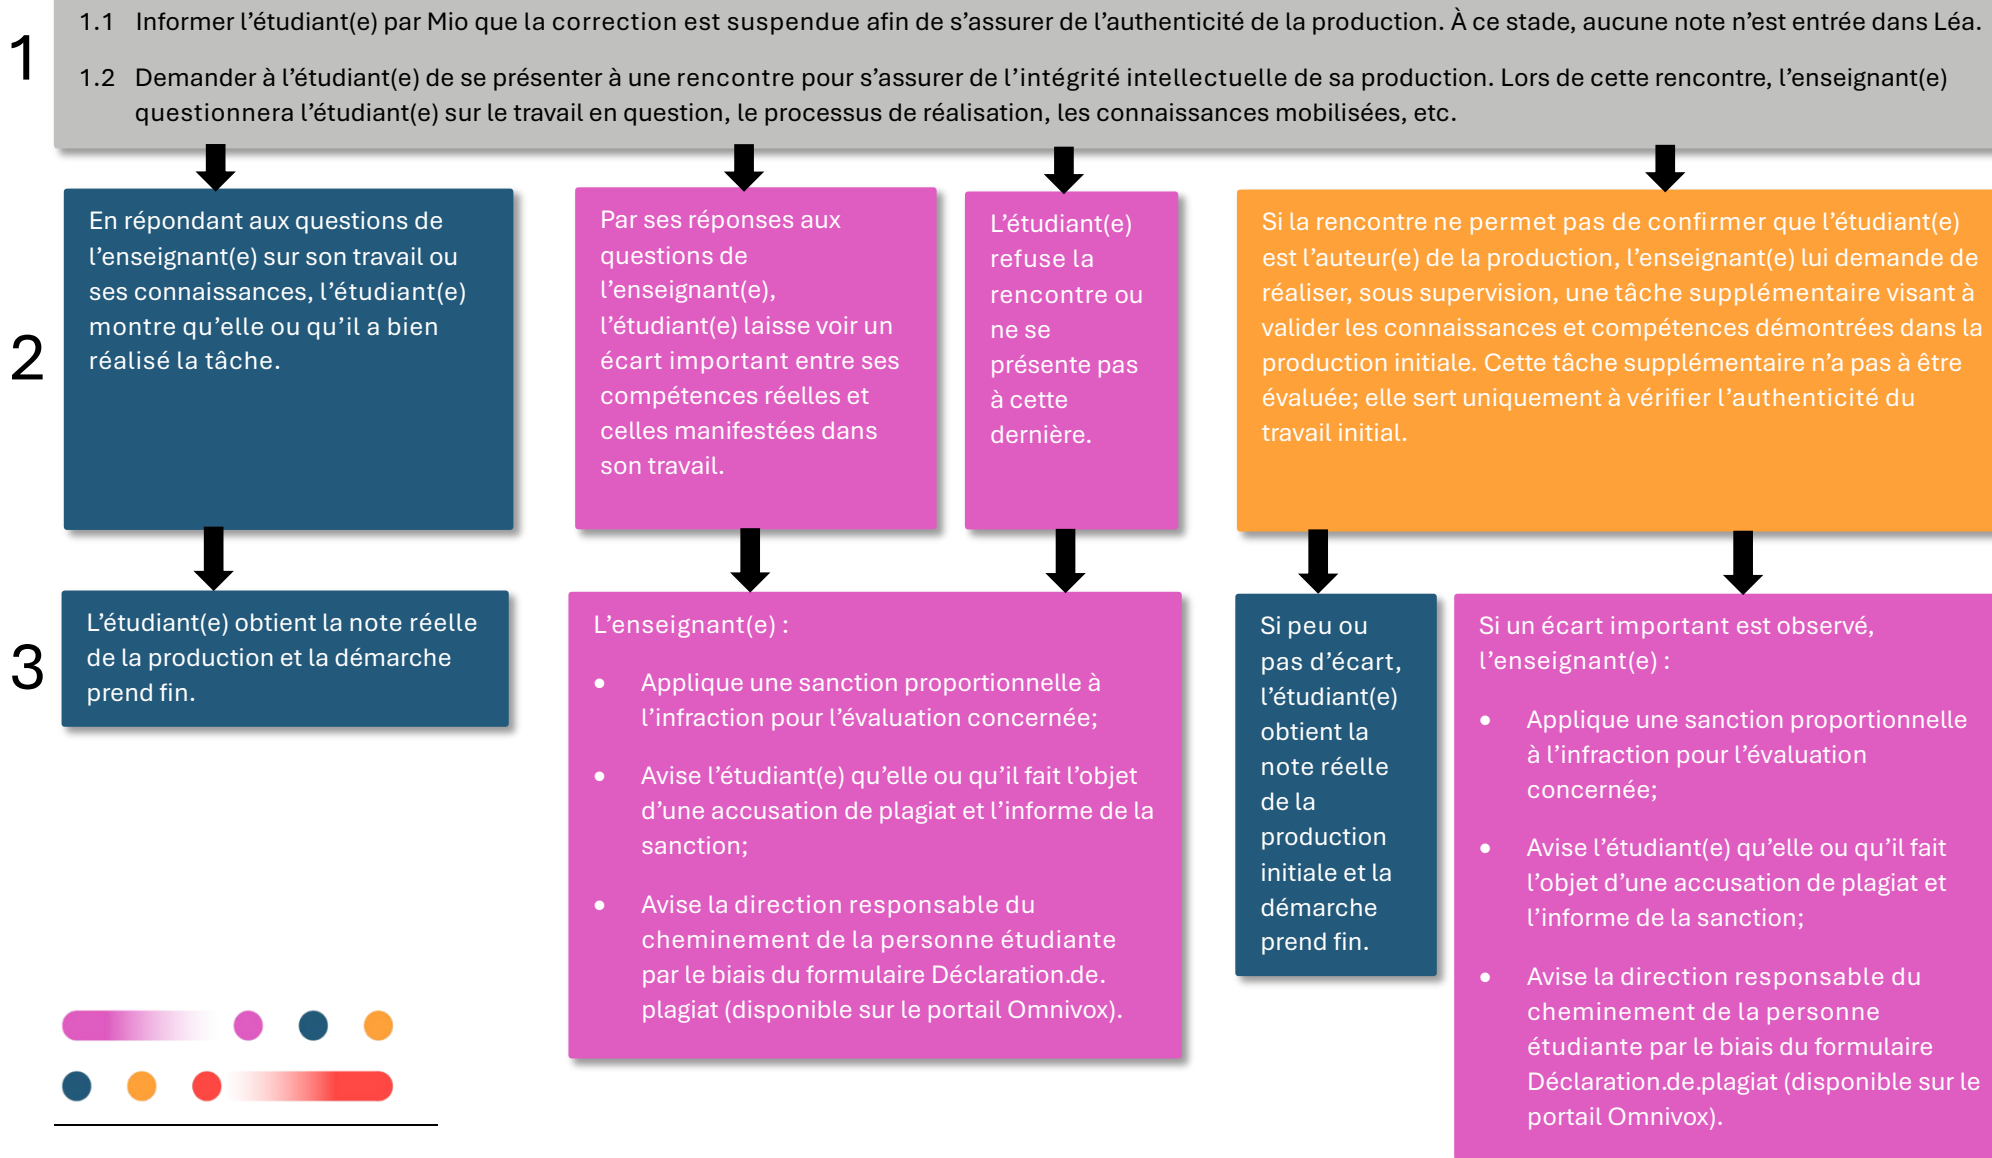 1
1.1 Informer l’étudiant(e) par Mio que la correction est suspendue afin de s’assurer de l’authenticité de la production. À ce stade, aucune note n’est entrée dans Léa.
1.2 Demander à l’étudiant(e) de se présenter à une rencontre pour s’assurer de l’intégrité intellectuelle de sa production. Lors de cette rencontre, l’enseignant(e)
questionnera l’étudiant(e) sur le travail en question, le processus de réalisation, les connaissances mobilisées, etc.
2
En répondant aux questions de
l’enseignant(e) sur son travail ou
ses connaissances, l’étudiant(e)
montre qu’elle ou qu’il a bien
réalisé la tâche.
Par ses réponses aux
questions de
l’enseignant(e),
l’étudiant(e) laisse voir un
écart important entre ses
compétences réelles et
celles manifestées dans
son travail.
L’étudiant(e)
refuse la
rencontre ou
ne se
présente pas
à cette
dernière.
Si la rencontre ne permet pas de confirmer que l’étudiant(e)
est l’auteur(e) de la production, l’enseignant(e) lui demande de
réaliser, sous supervision, une tâche supplémentaire visant à
valider les connaissances et compétences démontrées dans la
production initiale. Cette tâche supplémentaire n’a pas à être
évaluée; elle sert uniquement à vérifier l’authenticité du
travail initial.
3
L’étudiant(e) obtient la note réelle
de la production et la démarche
prend fin.
L’enseignant(e) :
• Applique une sanction proportionnelle à
l’infraction pour l’évaluation concernée;
• Avise l’étudiant(e) qu’elle ou qu’il fait l’objet
d’une accusation de plagiat et l’informe de la
sanction;
• Avise la direction responsable du
cheminement de la personne étudiante
par le biais du formulaire Déclaration.de.
plagiat (disponible sur le portail Omnivox).
Si peu ou
pas d’écart,
l’étudiant(e)
obtient la
note réelle
de la
production
initiale et la
démarche
prend fin.
Si un écart important est observé,
l’enseignant(e) :
• Applique une sanction proportionnelle
à l’infraction pour l’évaluation
concernée;
• Avise l’étudiant(e) qu’elle ou qu’il fait
l’objet d’une accusation de plagiat et
l’informe de la sanction;
• Avise la direction responsable du
cheminement de la personne
étudiante par le biais du formulaire
Déclaration.de.plagiat (disponible sur le
portail Omnivox).